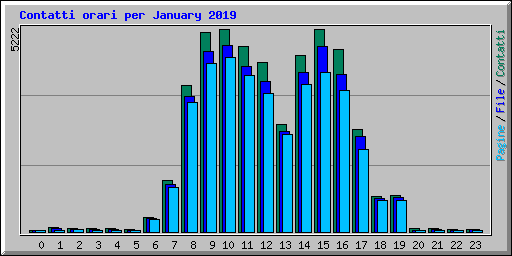 Contatti orari per January 2019
5222
Pagine / File / Contatti
0 1 2 3 4 5 6 7 8 9 10 11 12 13 14 15 16 17 18 19 20 21 22 23